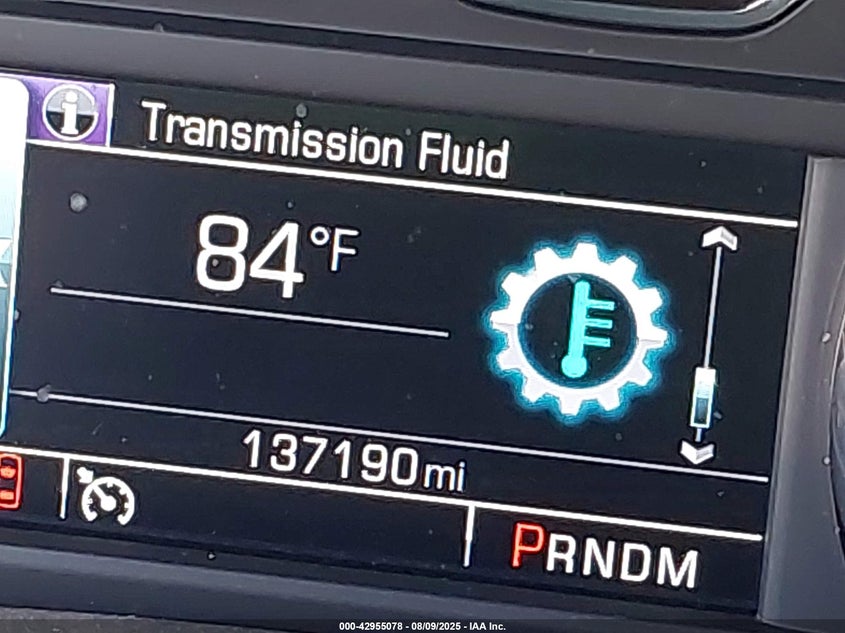 Transmission Fluid
84°F
137190mi
PRNDM
000-42955078 - 08/09/2025 - IAA Inc.